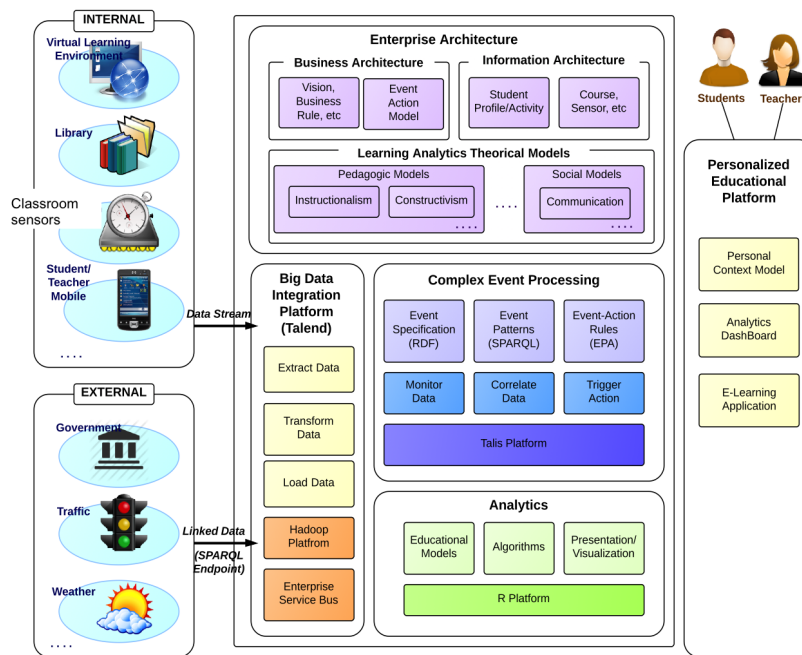 INTERNAL
Virtual Learning
Environment
Library
Classroom
sensors
Student/
Teacher
Mobile
. . . .
EXTERNAL
Government
Traffic
Weather
. . . .
Data Stream
Linked Data
(SPARQL
Endpoint)
Enterprise Architecture
Business Architecture
Vision,
Business
Rule, etc
Event
Action
Model
Information Architecture
Student
Profile/Activity
Course,
Sensor, etc
Learning Analytics Theorical Models
Pedagogic Models
Instructionalism
Constructivism
. . . .
. . . .
Social Models
Communication
. . . .
Big Data
Integration
Platform
(Talend)
Extract Data
Transform
Data
Load Data
Hadoop
Platfrom
Enterprise
Service Bus
Complex Event Processing
Event
Specification
(RDF)
Event
Patterns
(SPARQL)
Event-Action
Rules
(EPA)
Monitor
Data
Correlate
Data
Trigger
Action
Talis Platform
Analytics
Educational
Models
Algorithms
Presentation/
Visualization
R Platform
Students
Teacher
Personalized
Educational
Platform
Personal
Context Model
Analytics
DashBoard
E-Learning
Application